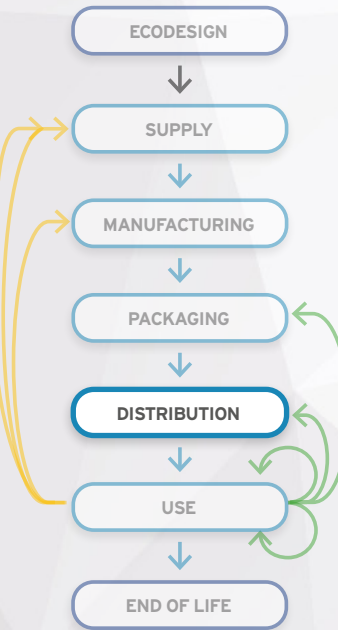 ECODESIGN
SUPPLY
MANUFACTURING
PACKAGING
DISTRIBUTION
USE
END OF LIFE